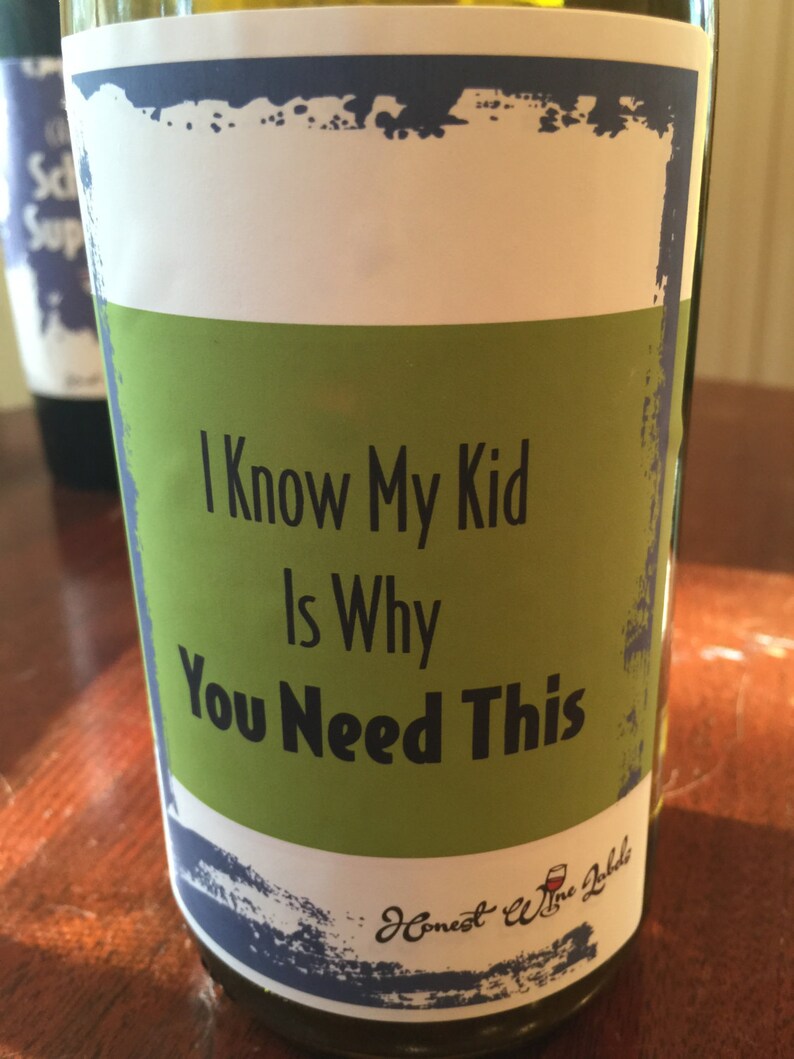 I Know My Kid
Is Why
You Need This
Honest Wine Labels